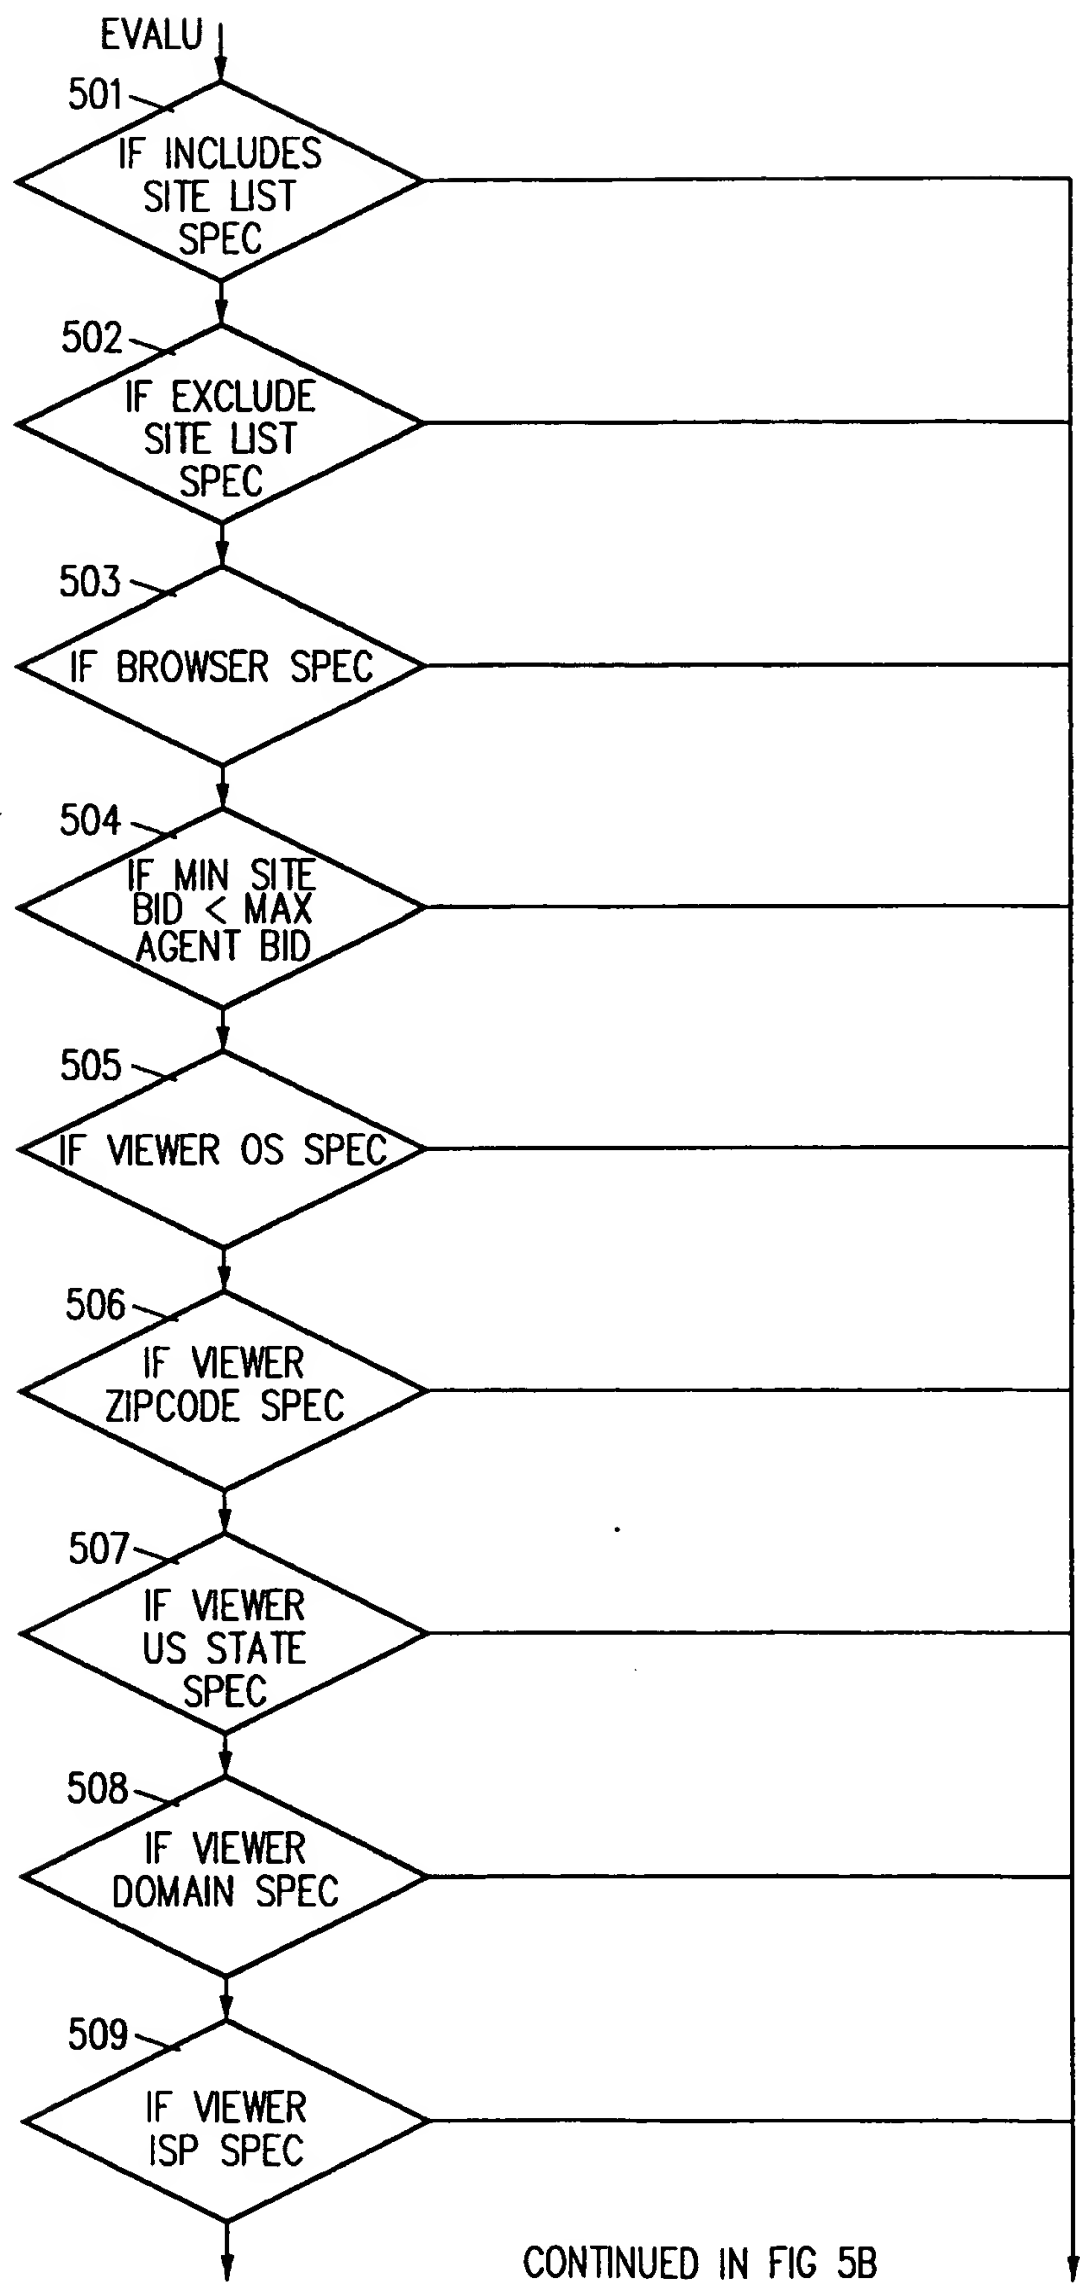 EVALU
501
IF INCLUDES
SITE LIST
SPEC
502
IF EXCLUDE
SITE LIST
SPEC
503
IF BROWSER SPEC
504
IF MIN SITE
BID < MAX
AGENT BID
505
IF VIEWER OS SPEC
506
IF VIEWER
ZIPCODE SPEC
507
IF VIEWER
US STATE
SPEC
508
IF VIEWER
DOMAIN SPEC
509
IF VIEWER
ISP SPEC
CONTINUED IN FIG 5B